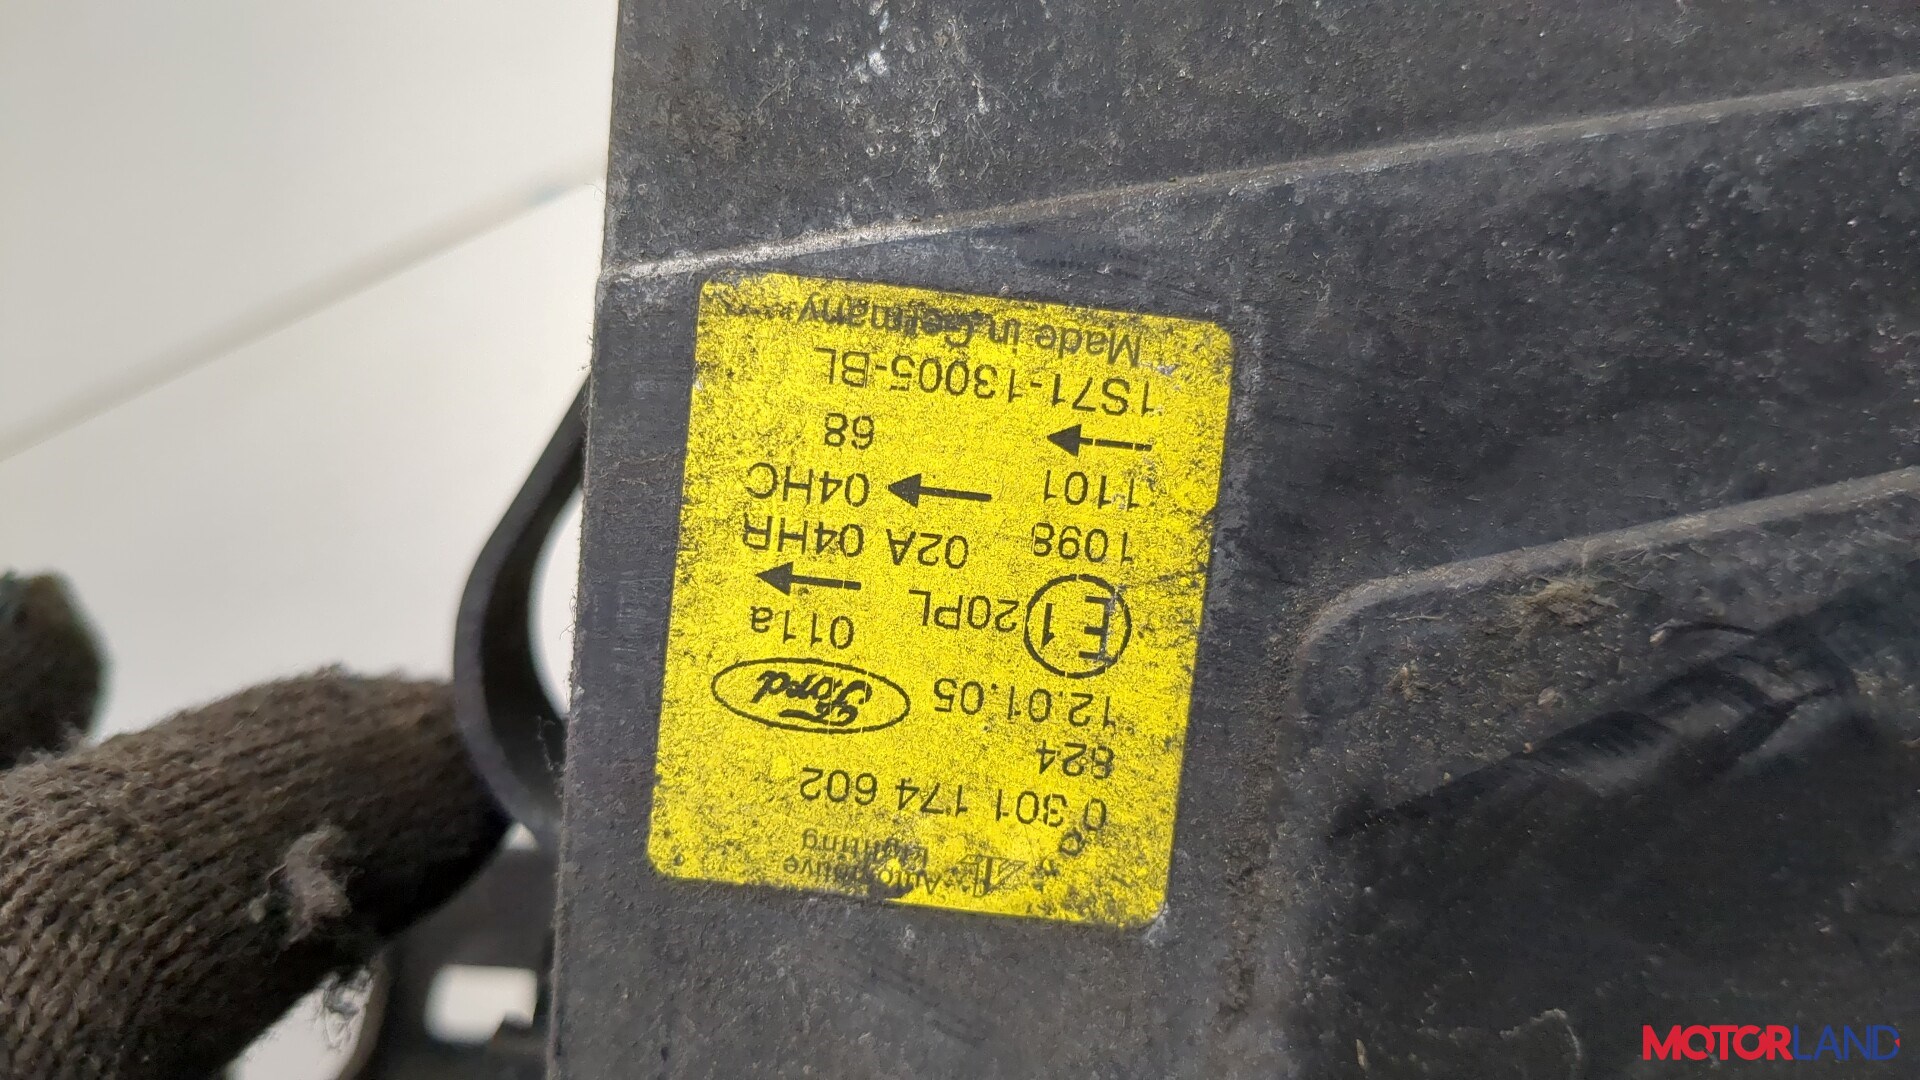 Automotive
Lighting
0 301 174 602
824
12.01.05 Ford
E1 20PL 011a
1098 02A 04HR
1101 04HC
68
1S71-13005-BL
Made in Germany
MOTORLAND